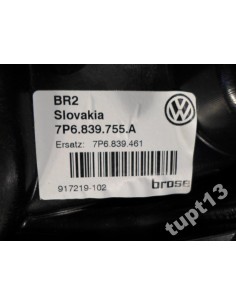 BR2
Slovakia
7P6.839.755.A
Ersatz: 7P6.839.461
917219-102
brose
tupt13